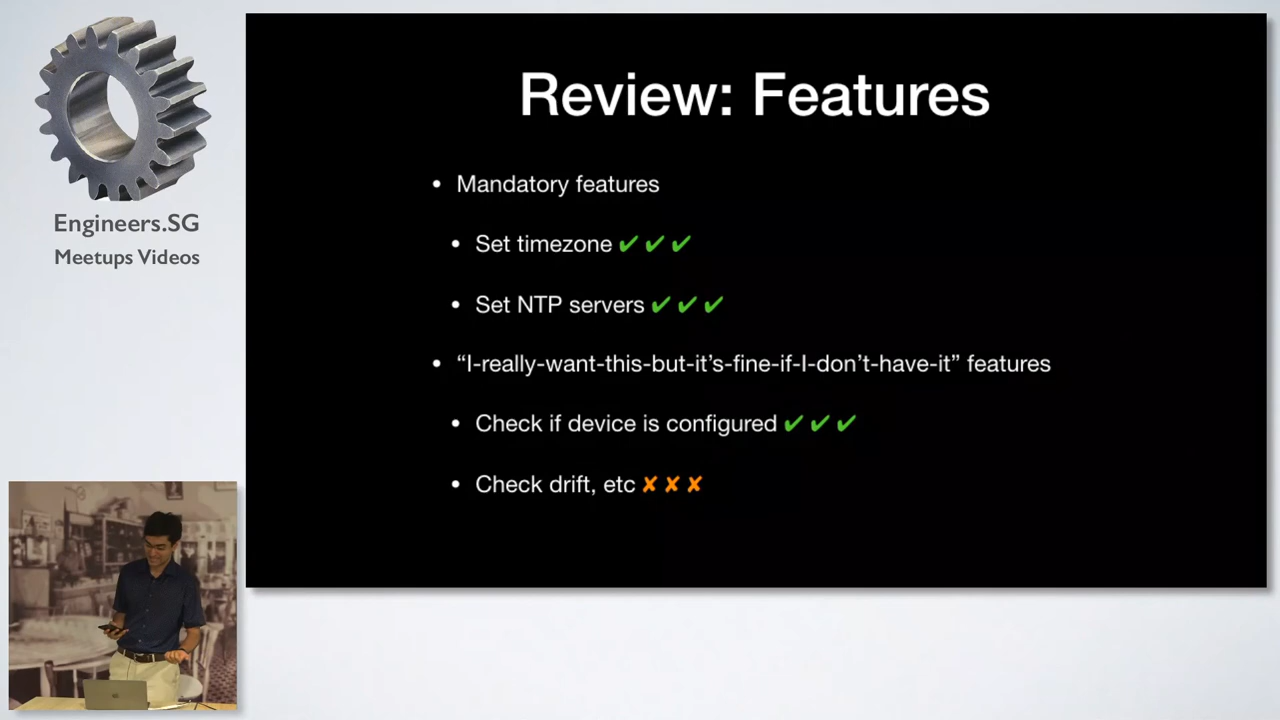 Engineers.SG
Meetups Videos
Review: Features
• Mandatory features
• Set timezone ✔ ✔ ✔
• Set NTP servers ✔ ✔ ✔
• “I-really-want-this-but-it’s-fine-if-I-don’t-have-it” features
• Check if device is configured ✔ ✔ ✔
• Check drift, etc ✘ ✘ ✘